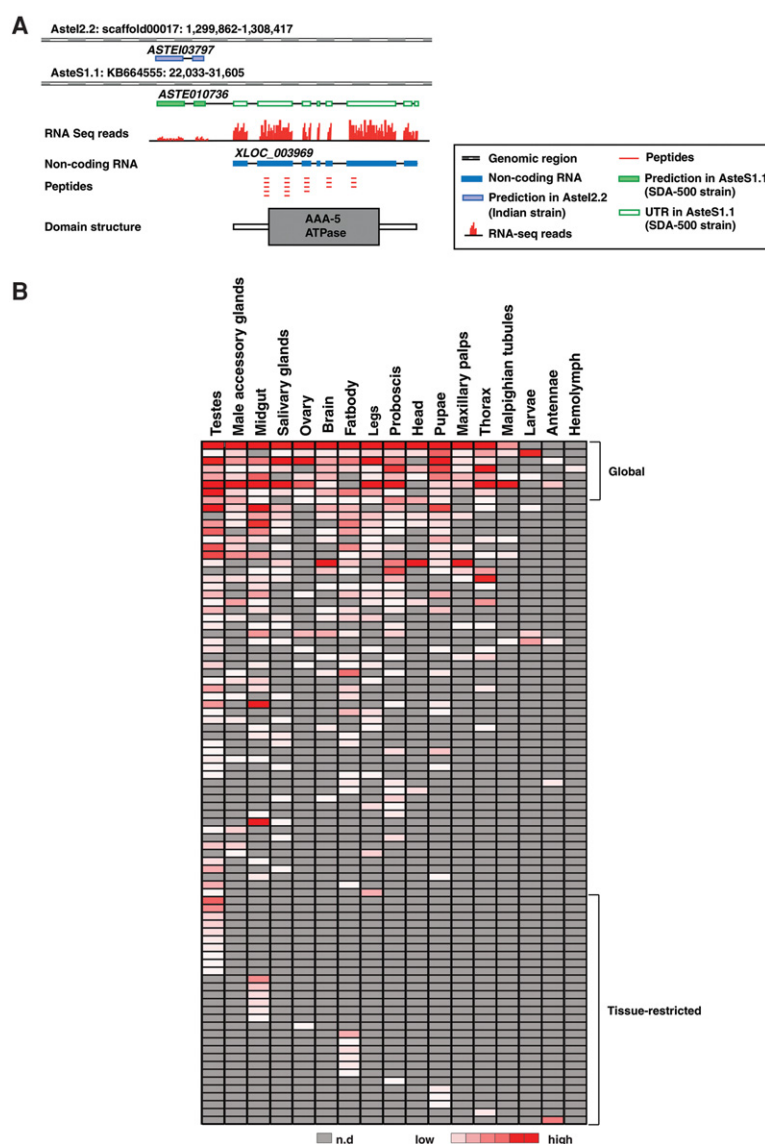 A
Astel2.2: scaffold00017: 1,299,862-1,308,417
ASTEI03797
AsteS1.1: KB664555: 22,033-31,605
ASTE010736
RNA Seq reads
XLOC_003969
Non-coding RNA
Peptides
Domain structure
AAA-5
ATPase
Genomic region
Non-coding RNA
Prediction in Astel2.2
(Indian strain)
RNA-seq reads
Peptides
Prediction in AsteS1.1
(SDA-500 strain)
UTR in AsteS1.1
(SDA-500 strain)
B
Testes
Male accessory glands
Midgut
Salivary glands
Ovary
Brain
Fatbody
Legs
Proboscis
Head
Pupae
Maxillary palps
Thorax
Malpighian tubules
Larvae
Antennae
Hemolymph
Global
Tissue-restricted
n.d
low
high